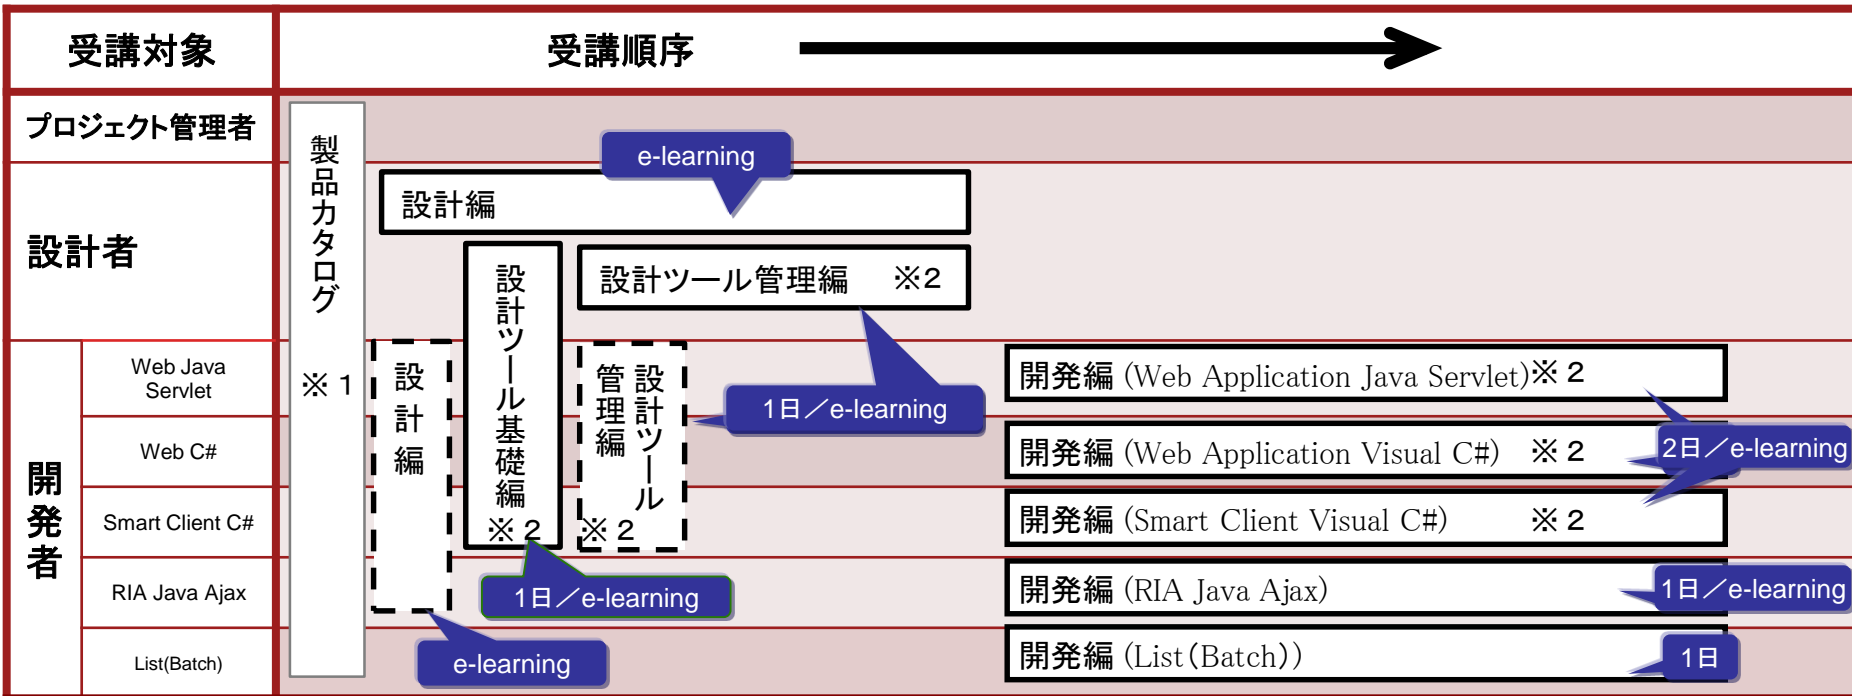 受講対象
受講順序
プロジェクト管理者
設計者
開発者
Web Java
Servlet
Web C#
Smart Client C#
RIA Java Ajax
List(Batch)
製品カタログ
※１
e-learning
設計編
設計ツール基礎編
※２
設計ツール管理編　※２
設計編
設計ツール
管理編
※２
1日／e-learning
1日／e-learning
e-learning
開発編 (Web Application Java Servlet)※２
開発編 (Web Application Visual C#)　※２
2日／e-learning
開発編 (Smart Client Visual C#)　※２
開発編 (RIA Java Ajax)
1日／e-learning
開発編 (List(Batch))
1日